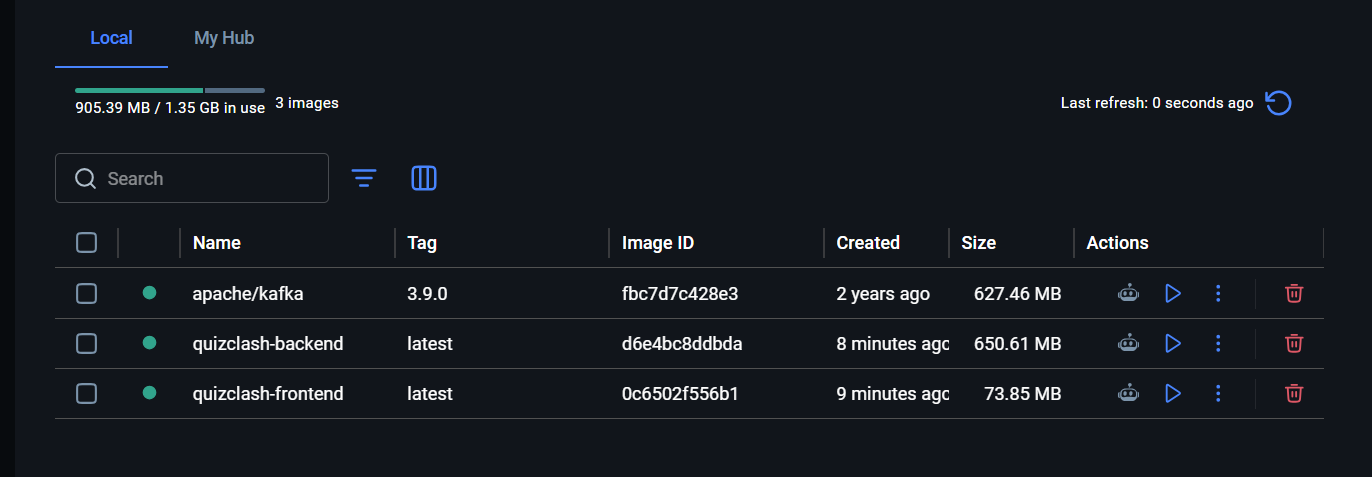 Local My Hub
905.39 MB / 1.35 GB in use 3 images Last refresh: 0 seconds ago
Search
Name Tag Image ID Created Size Actions
apache/kafka 3.9.0 fbc7d7c428e3 2 years ago 627.46 MB
quizclash-backend latest d6e4bc8ddbda 8 minutes agc 650.61 MB
quizclash-frontend latest 0c6502f556b1 9 minutes agc 73.85 MB